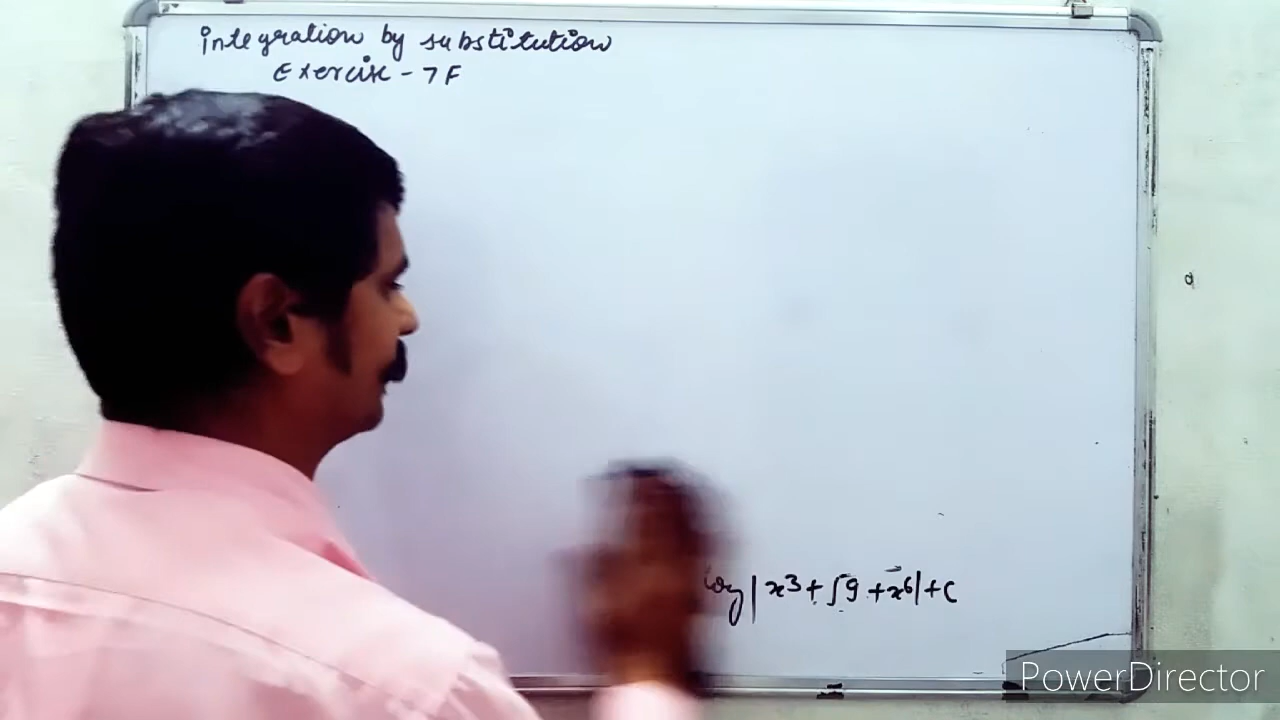 integration by substitution
Exercise - 7F
log | x³ + √9 + x⁶ | + c
PowerDirector